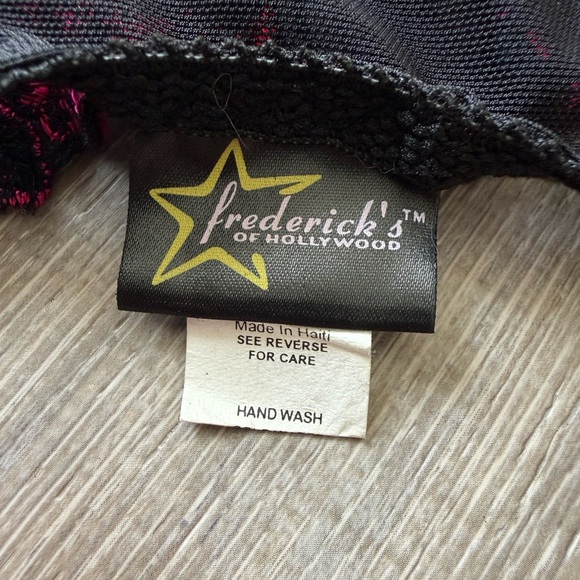 frederick's™
OF HOLLYWOOD
Made In Haiti
SEE REVERSE
FOR CARE
HAND WASH